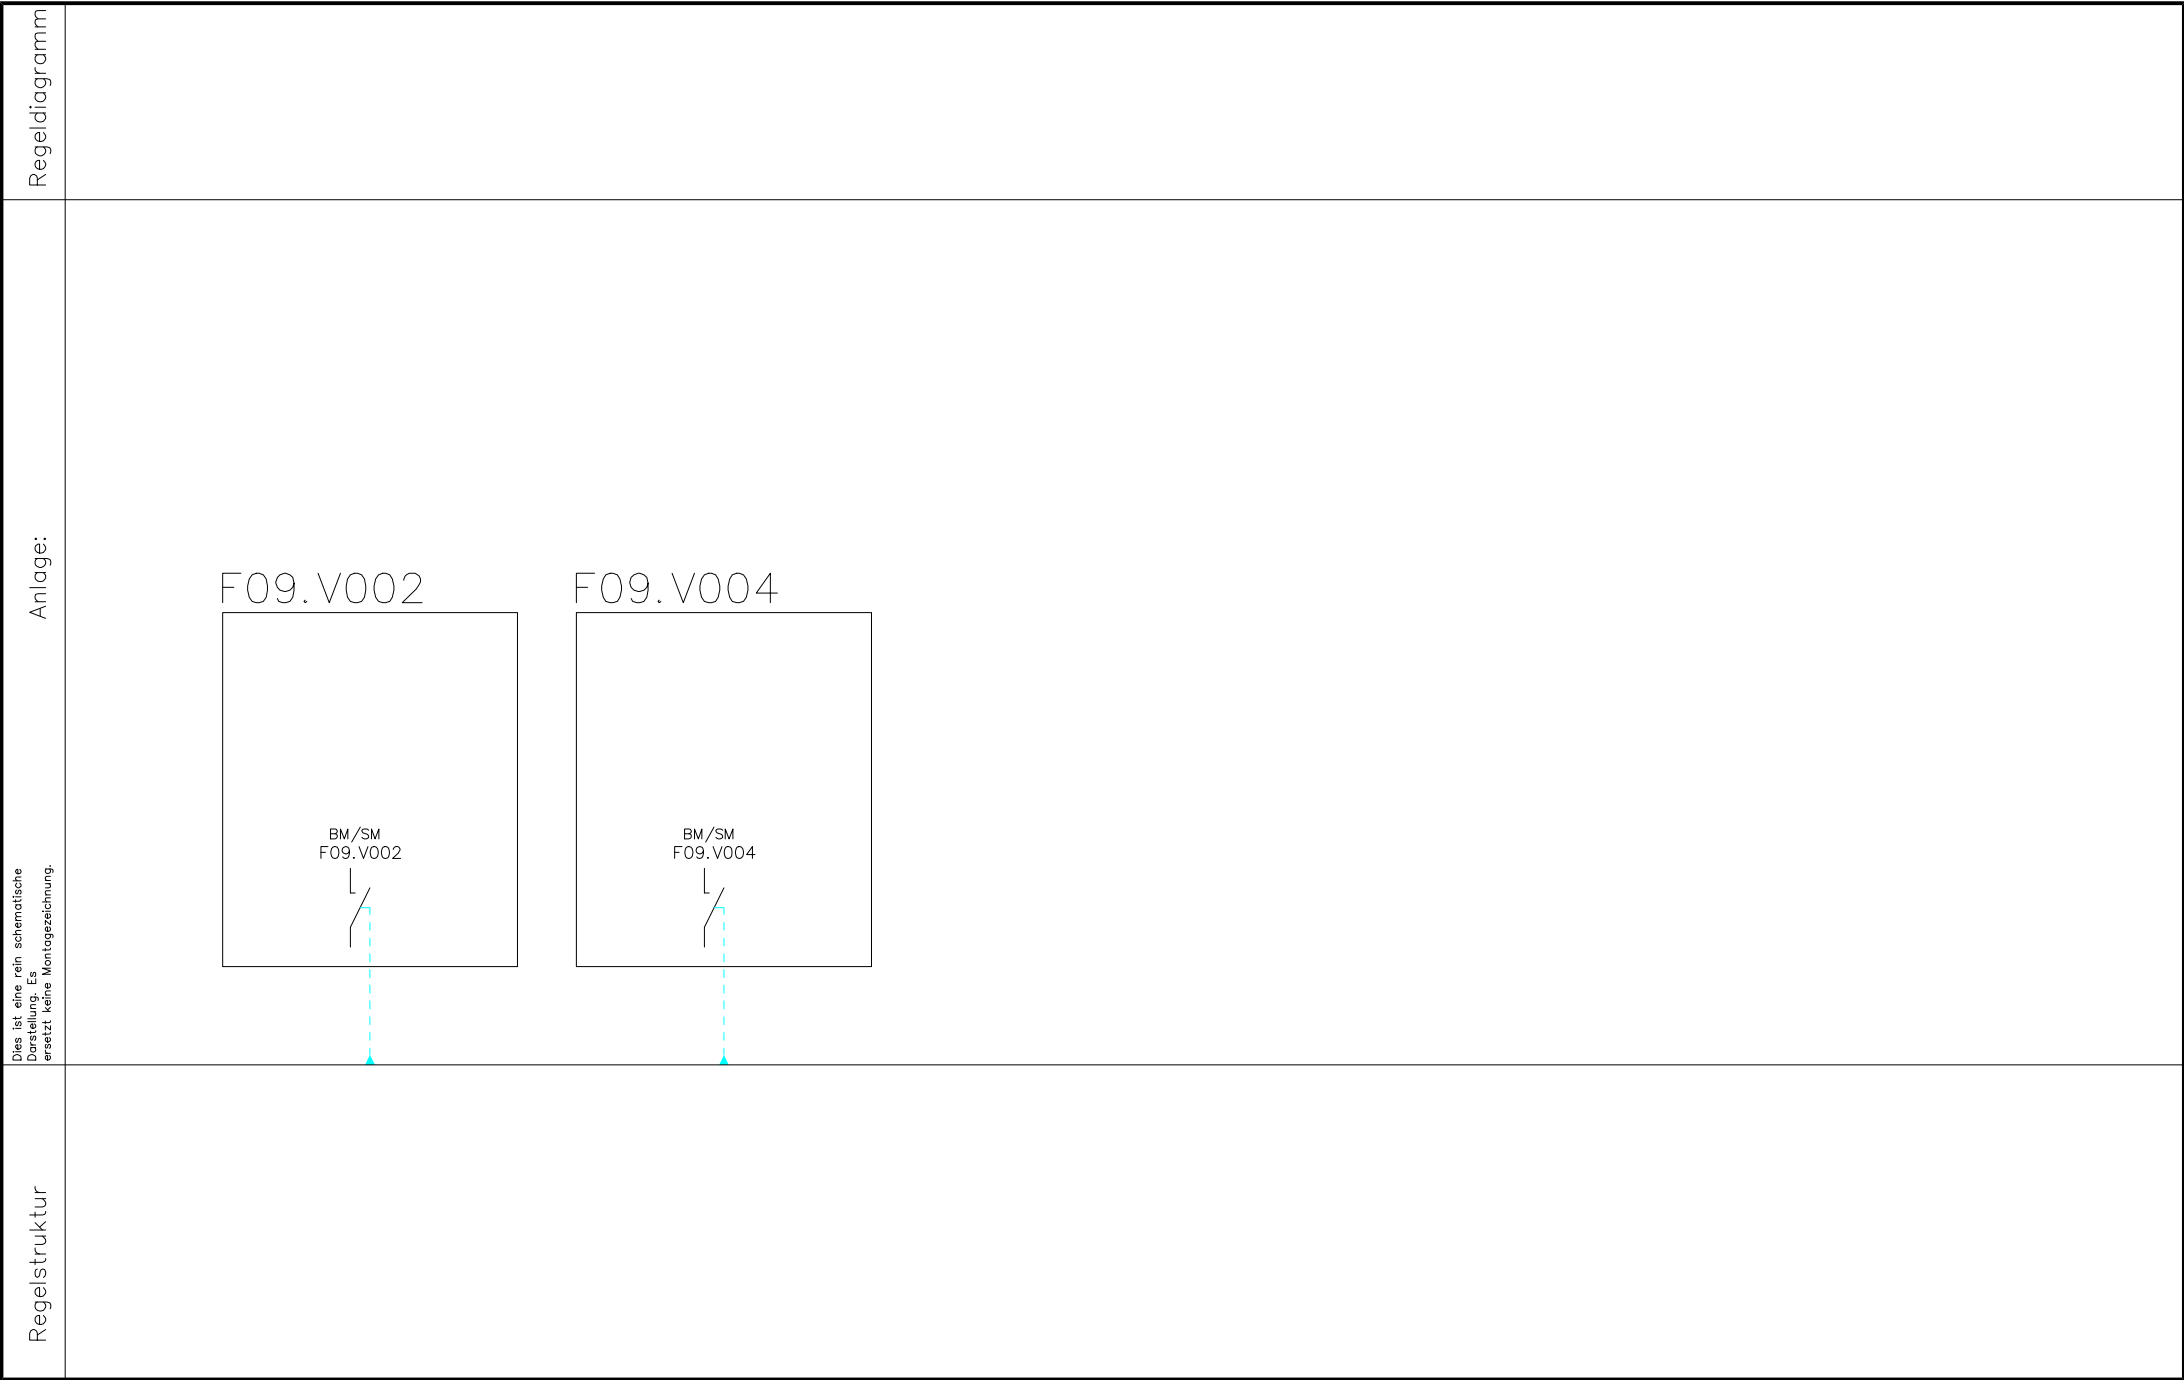 Regeldiagramm
Anlage:
F09.V002
F09.V004
BM/SM
F09.V002
BM/SM
F09.V004
Dies ist eine rein schematische
Darstellung. Es
ersetzt keine Montagezeichnung.
Regelstruktur